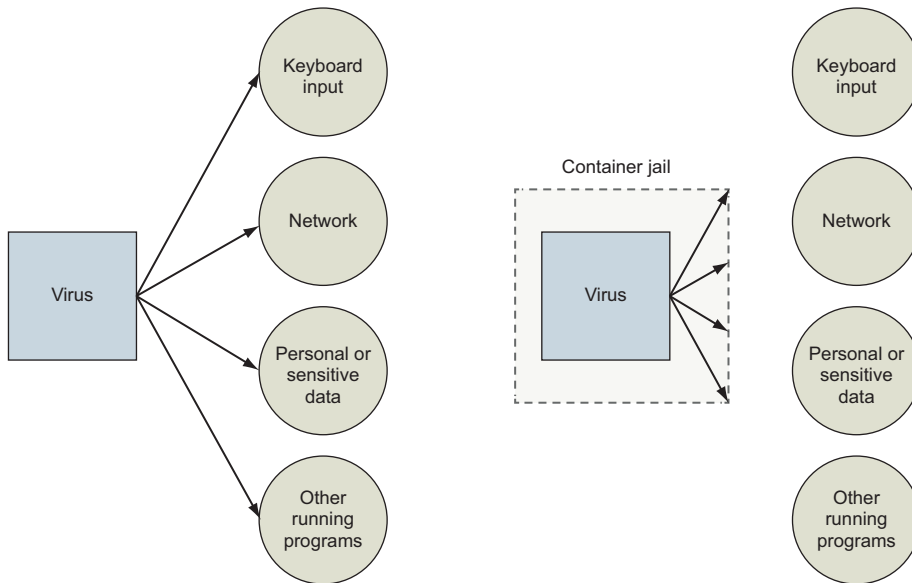 Keyboard
input
Network
Virus
Personal or
sensitive
data
Other
running
programs
Container jail
Virus
Keyboard
input
Network
Personal or
sensitive
data
Other
running
programs